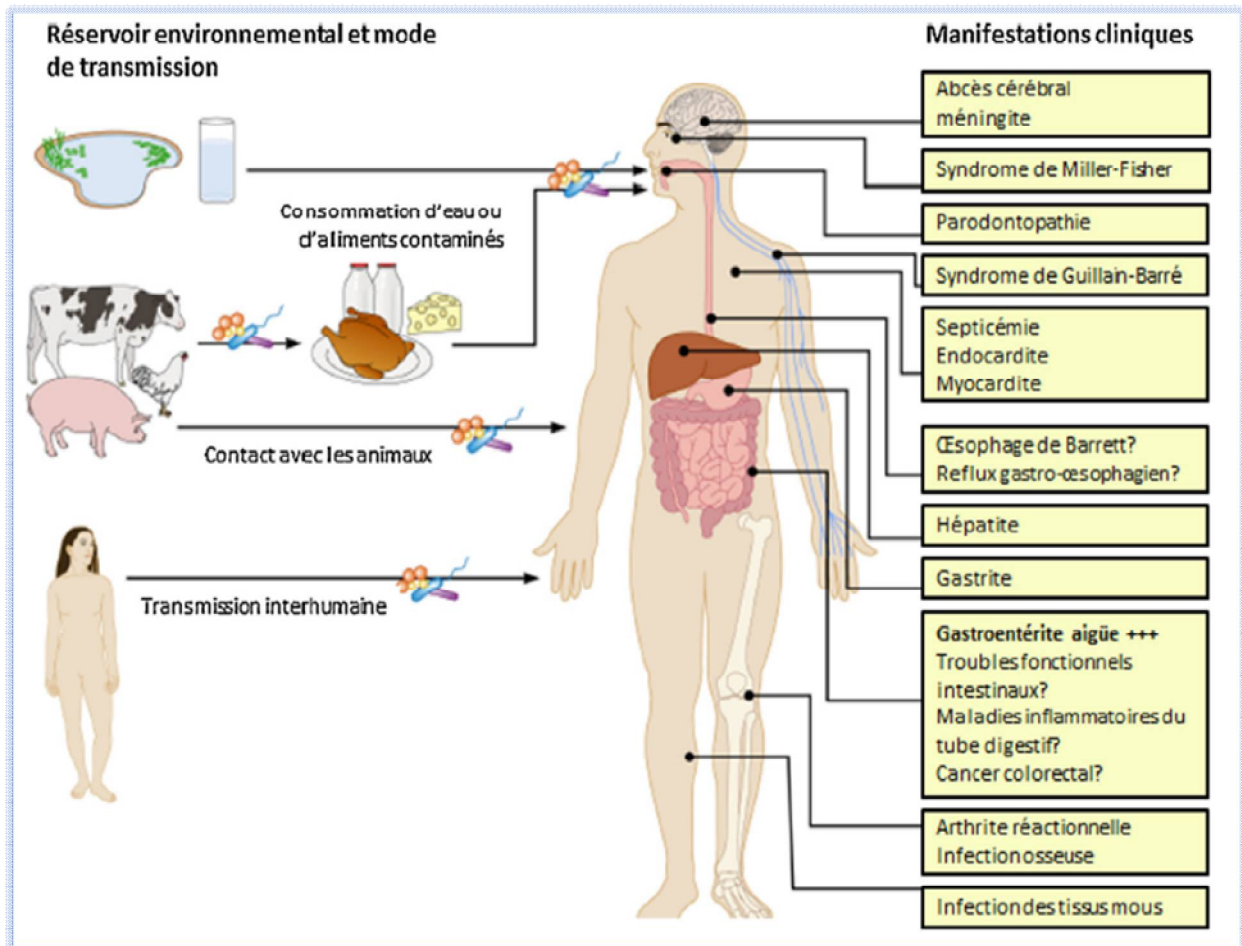 Réservoir environnemental et mode
de transmission
Consommation d'eau ou
d'aliments contaminés
Contact avec les animaux
Transmission interhumaine
Manifestations cliniques
Abcès cérébral
méningite
Syndrome de Miller-Fisher
Parodontopathie
Syndrome de Guillain-Barré
Septicémie
Endocardite
Myocardite
Œsophage de Barrett?
Reflux gastro-œsophagien?
Hépatite
Gastrite
Gastroentérite aigüe +++
Troubles fonctionnels
intestinaux?
Maladies inflammatoires du
tube digestif?
Cancer colorectal?
Arthrite réactionnelle
Infection osseuse
Infection des tissus mous